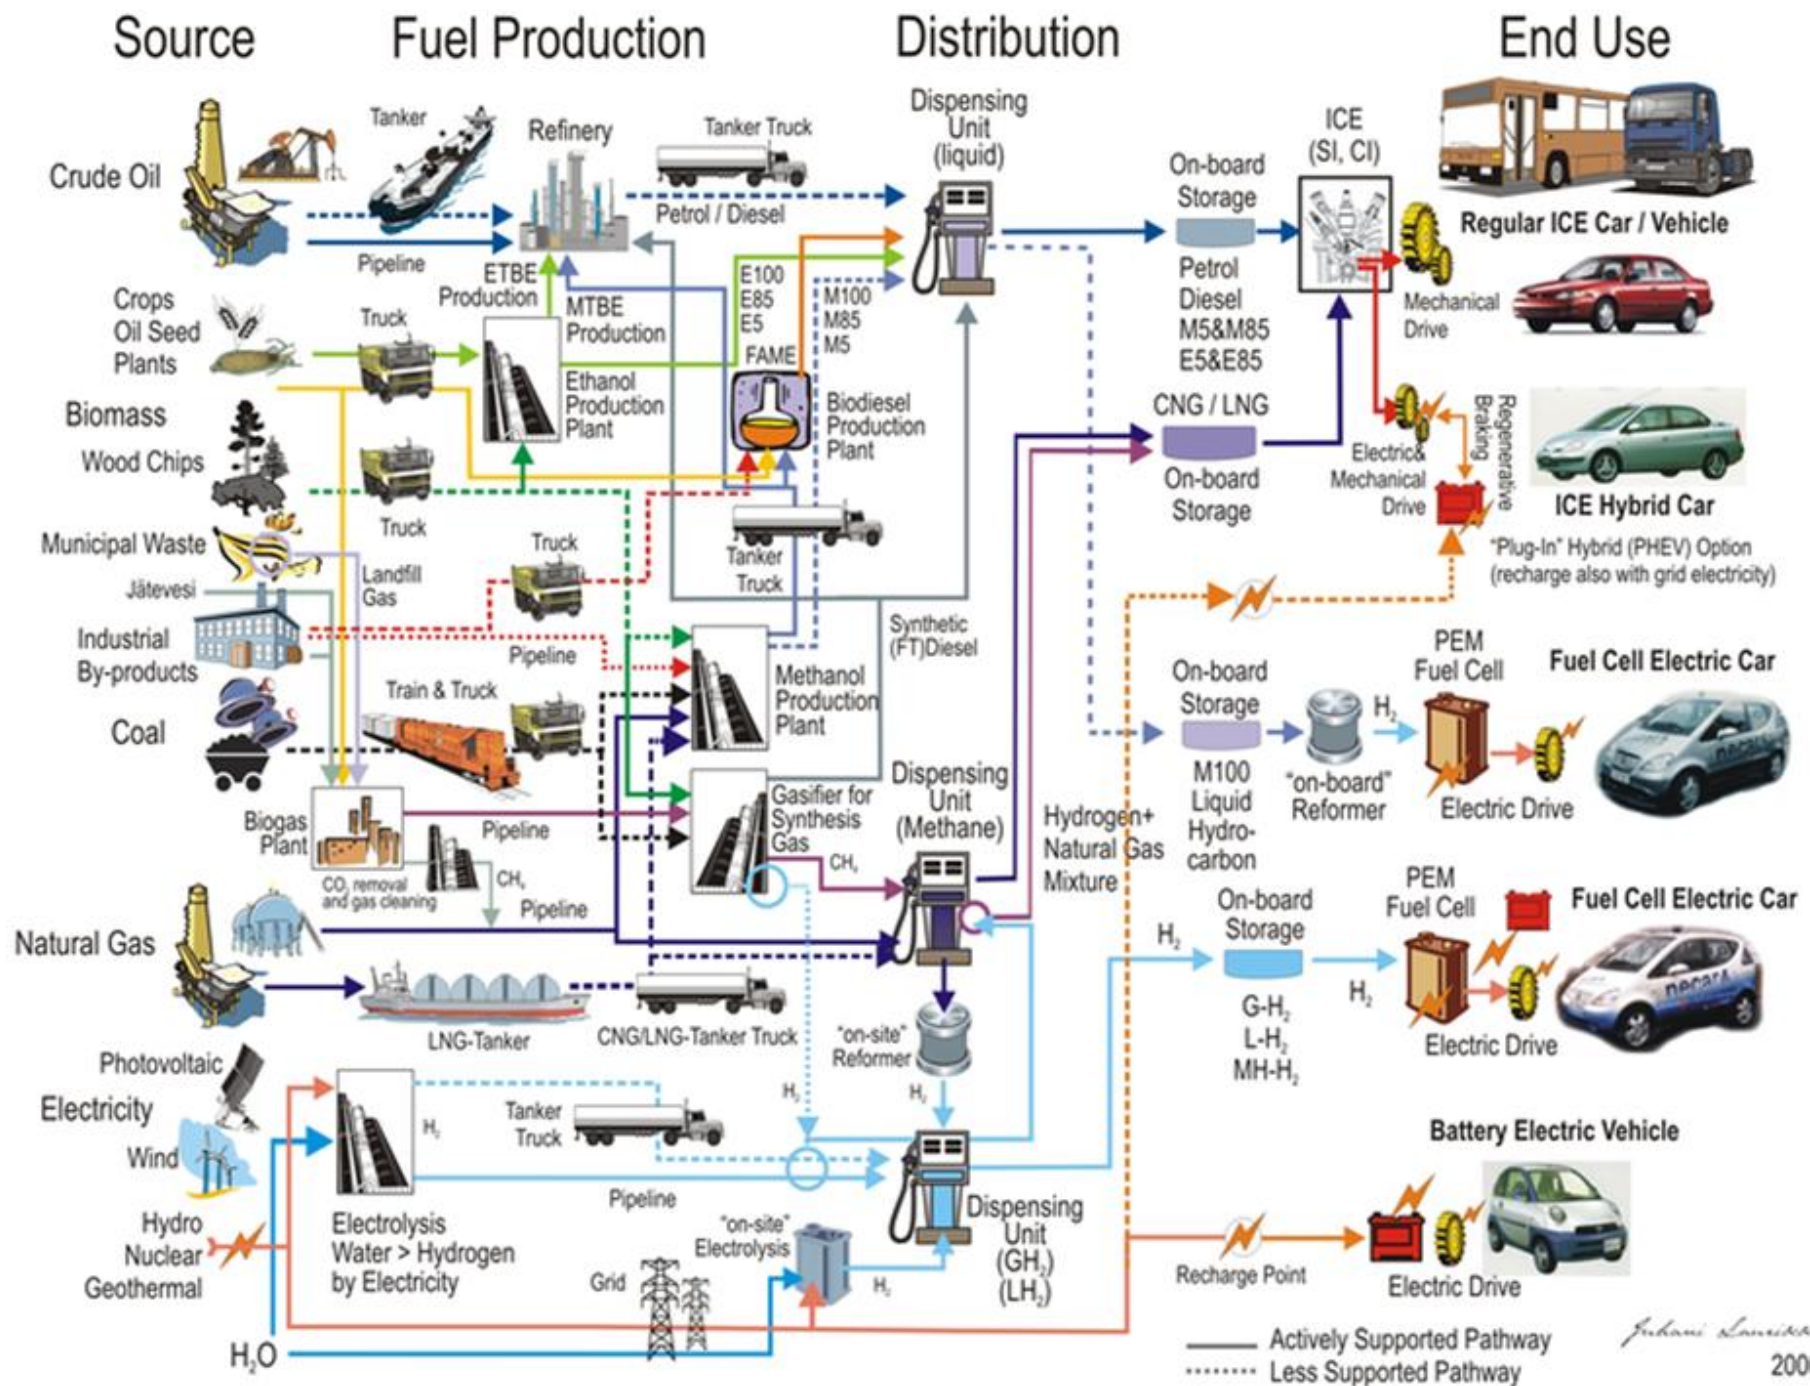 Source
Fuel Production
Distribution
End Use
Crude Oil
Tanker
Pipeline
Refinery
Tanker Truck
Petrol / Diesel
Dispensing
Unit
(liquid)
On-board
Storage
Petrol
Diesel
M5&M85
E5&E85
ICE
(SI, CI)
Mechanical
Drive
Regular ICE Car / Vehicle
Crops
Oil Seed
Plants
Truck
ETBE
Production
MTBE
Production
E100
E85
E5
M100
M85
M5
FAME
Ethanol
Production
Plant
Biodiesel
Production
Plant
CNG / LNG
On-board
Storage
Electric&
Mechanical
Drive
Regenerative
Braking
ICE Hybrid Car
"Plug-In" Hybrid (PHEV) Option
(recharge also with grid electricity)
Biomass
Wood Chips
Truck
Municipal Waste
Jätevesi
Landfill
Gas
Truck
Tanker
Truck
Industrial
By-products
Pipeline
Synthetic
(FT)Diesel
Methanol
Production
Plant
Train & Truck
Coal
On-board
Storage
M100
Liquid
Hydro-
carbon
"on-board"
Reformer
H₂
PEM
Fuel Cell
Electric Drive
Fuel Cell Electric Car
necar4
Biogas
Plant
Pipeline
CO₂ removal
and gas cleaning
CH₄
Pipeline
Gasifier for
Synthesis
Gas
CH₄
Dispensing
Unit
(Methane)
Hydrogen+
Natural Gas
Mixture
Natural Gas
LNG-Tanker
CNG/LNG-Tanker Truck
"on-site"
Reformer
H₂
H₂
H₂
On-board
Storage
G-H₂
L-H₂
MH-H₂
H₂
PEM
Fuel Cell
Electric Drive
Fuel Cell Electric Car
necar4
Photovoltaic
Electricity
Wind
Hydro
Nuclear
Geothermal
H₂O
H₂
Electrolysis
Water > Hydrogen
by Electricity
Tanker
Truck
Pipeline
Grid
"on-site"
Electrolysis
H₂
Dispensing
Unit
(GH₂)
(LH₂)
Battery Electric Vehicle
Recharge Point
Electric Drive
Actively Supported Pathway
Less Supported Pathway
200